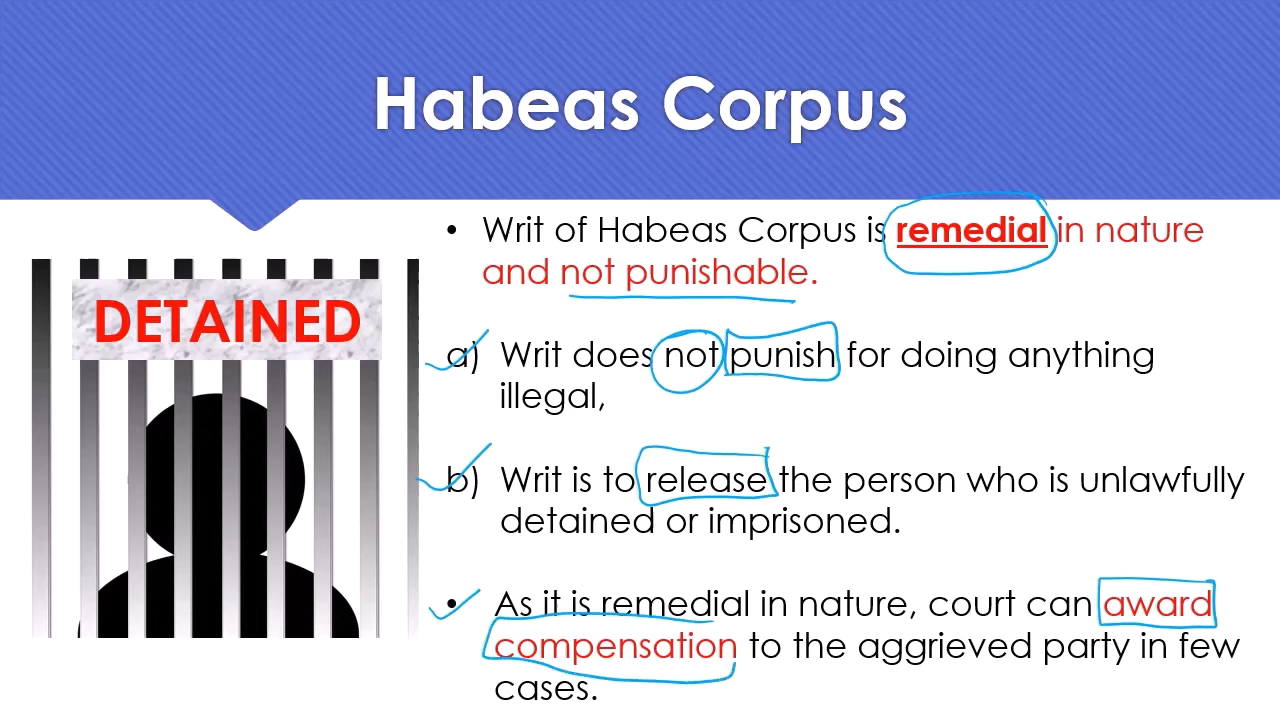 Habeas Corpus
DETAINED
• Writ of Habeas Corpus is remedial in nature
and not punishable.
a) Writ does not punish for doing anything
illegal,
b) Writ is to release the person who is unlawfully
detained or imprisoned.
• As it is remedial in nature, court can award
compensation to the aggrieved party in few
cases.